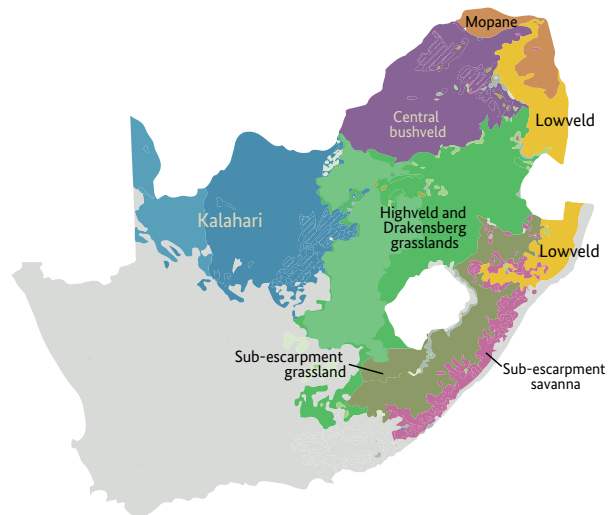 Mopane
Central
bushveld
Lowveld
Kalahari
Highveld and
Drakensberg
grasslands
Lowveld
Sub-escarpment
grassland
Sub-escarpment
savanna